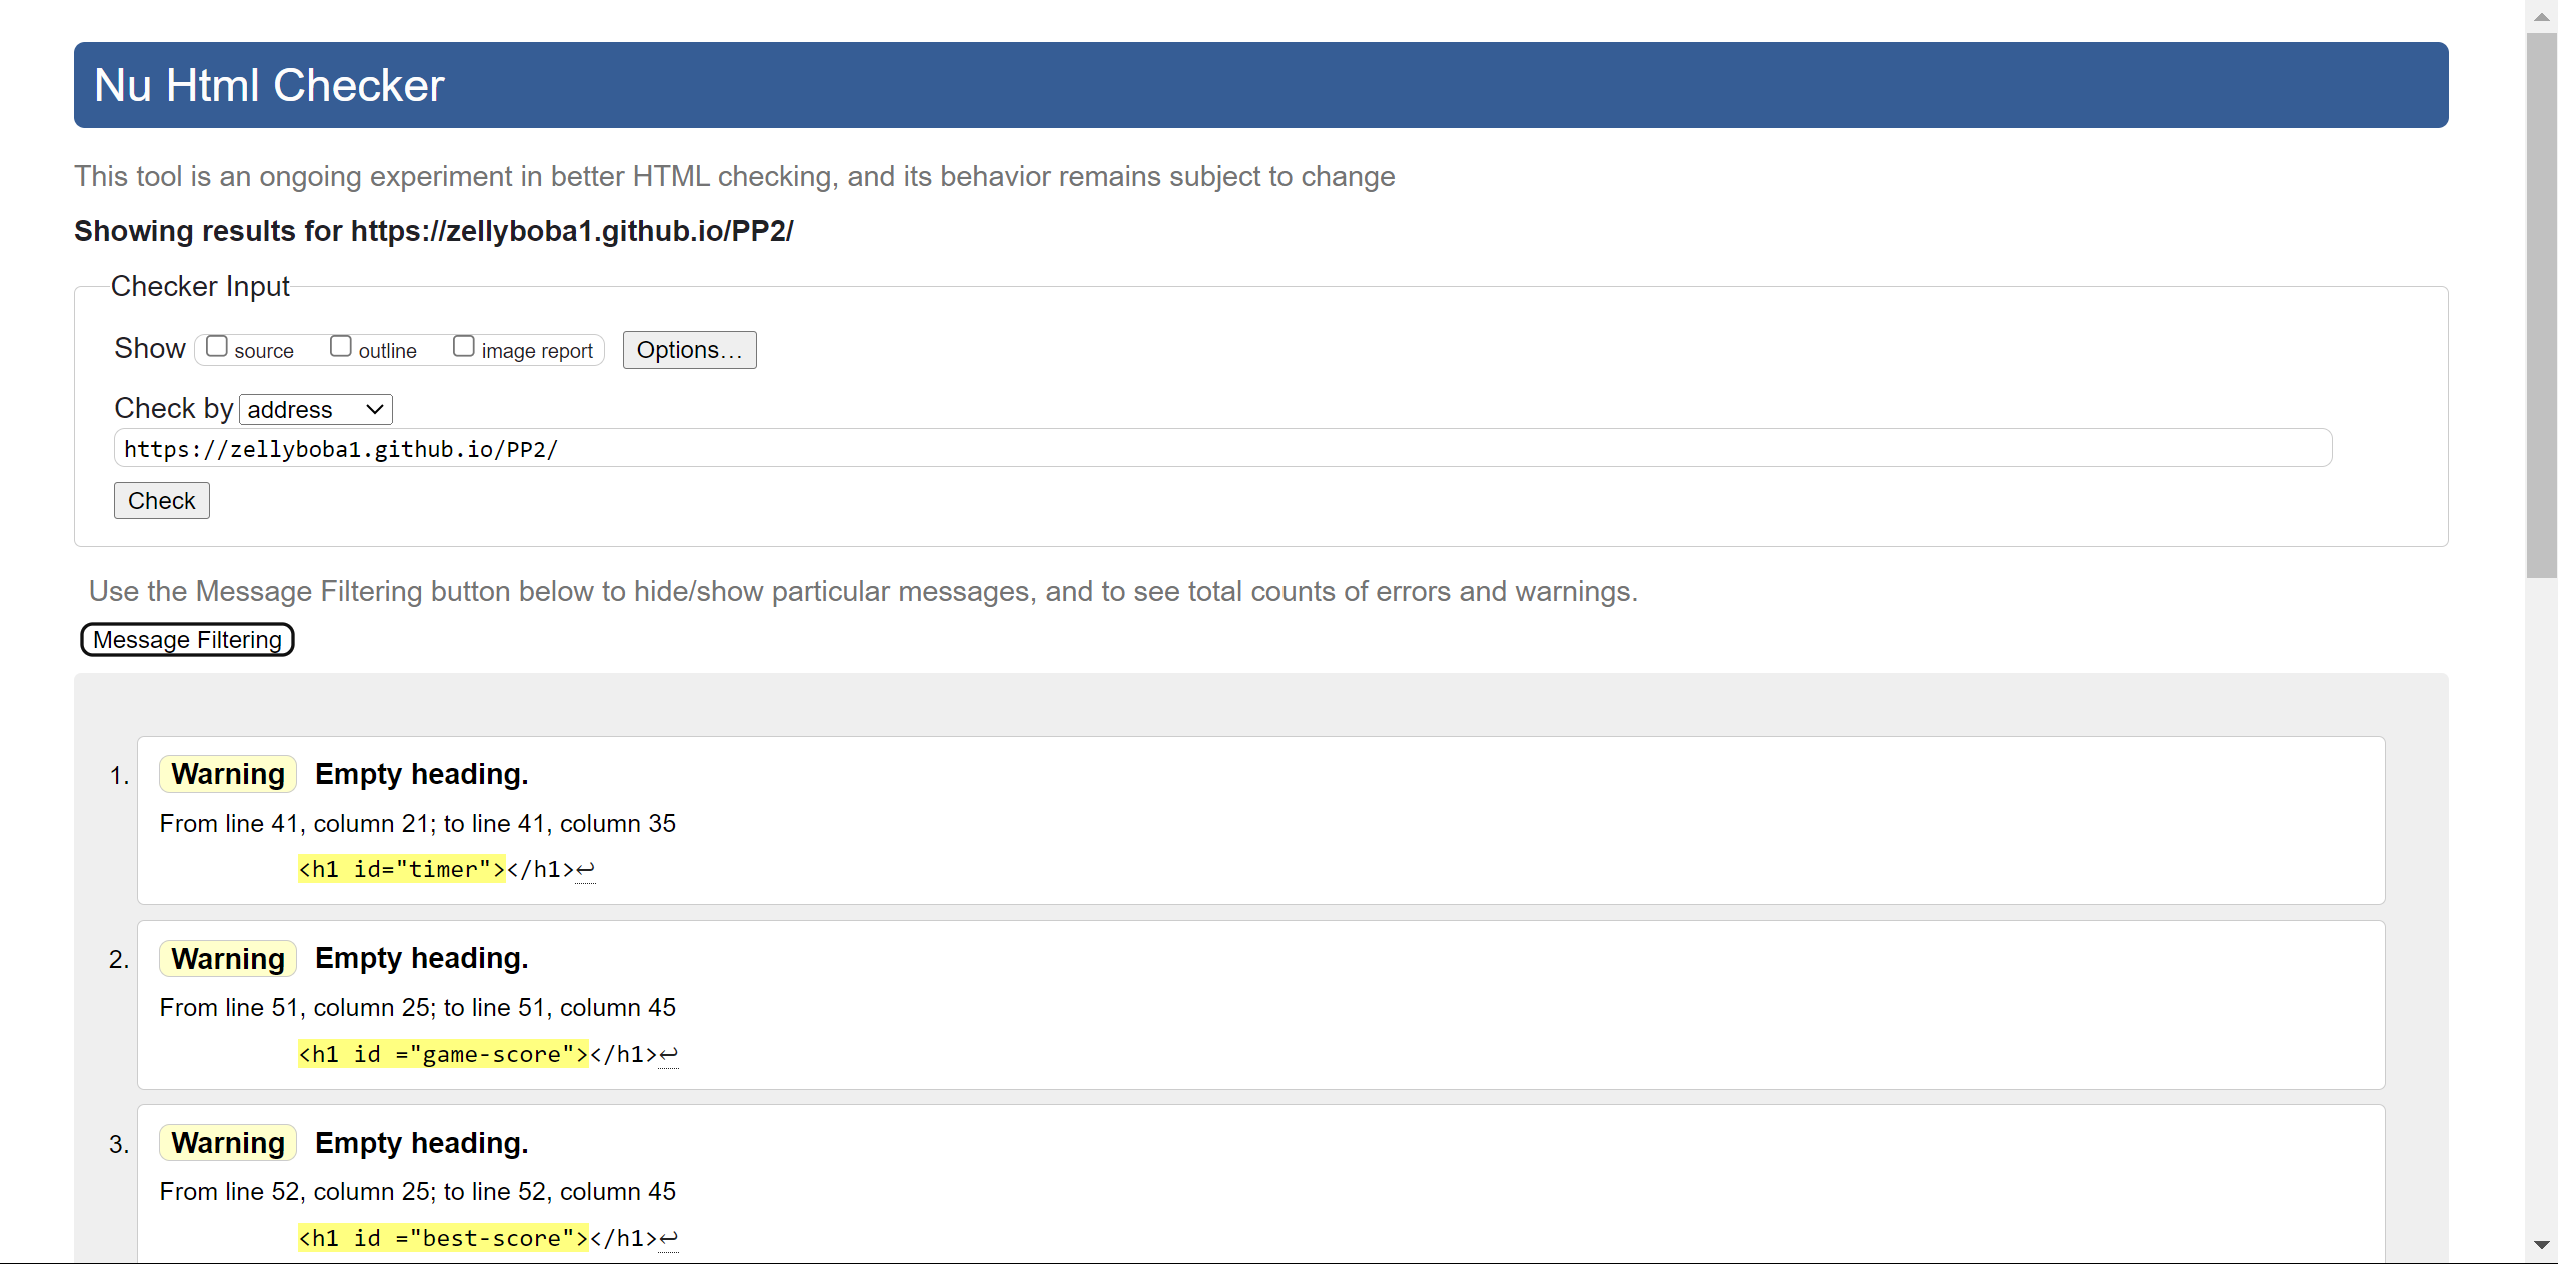 Nu Html Checker
This tool is an ongoing experiment in better HTML checking, and its behavior remains subject to change
Showing results for https://zellyboba1.github.io/PP2/
Checker Input
Show source outline image report Options...
Check by address
https://zellyboba1.github.io/PP2/
Check
Use the Message Filtering button below to hide/show particular messages, and to see total counts of errors and warnings.
Message Filtering
1. Warning Empty heading.
From line 41, column 21; to line 41, column 35
<h1 id="timer"></h1>↩
2. Warning Empty heading.
From line 51, column 25; to line 51, column 45
<h1 id ="game-score"></h1>↩
3. Warning Empty heading.
From line 52, column 25; to line 52, column 45
<h1 id ="best-score"></h1>↩